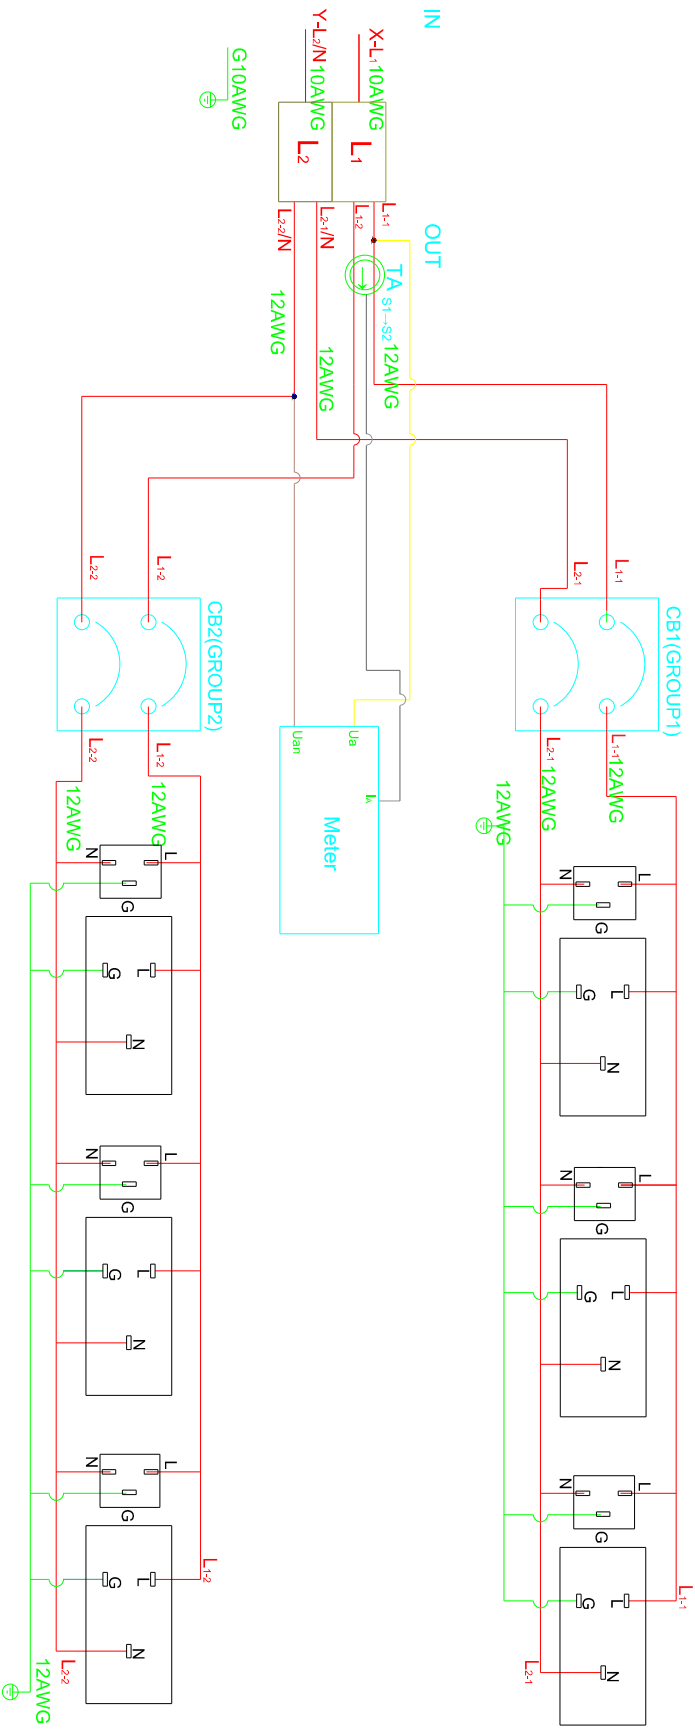 IN
Y-L2/N
10AWG
X-L1
10AWG
G10AWG
L1
L2
OUT
L1-1
L1-2
L2-1/N
L2-2/N
TA
S1→S2
12AWG
12AWG
12AWG
L1-1
L2-1
L1-2
L2-2
CB1(GROUP1)
CB2(GROUP2)
L1-1
12AWG
L2-1
12AWG
12AWG
L1-2
12AWG
L2-2
12AWG
Ua
Uan
IA
Meter
L
N
G
L
G
N
L
N
G
L
G
N
L
N
G
L
G
N
L1-1
L2-1
L
N
G
L
G
N
L
N
G
L
G
N
L
N
G
L
G
N
L1-2
L2-2
12AWG